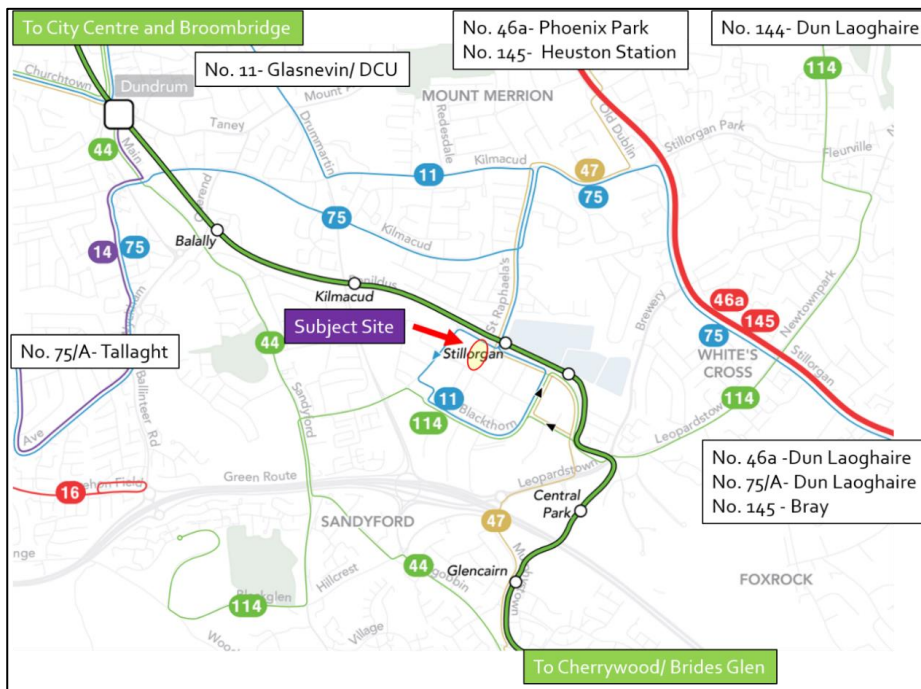 To City Centre and Broombridge
No. 46a- Phoenix Park
No. 145- Heuston Station
No. 144- Dun Laoghaire
No. 11- Glasnevin/ DCU
Churchtown
Dundrum
Mount
MOUNT MERRION
Old Dublin
114
Taney
Drummartin
Redesdale
Stillorgan Park
44
Main
Kilmacud
47
Fleurville
11
75
75
Kilmacud
14
75
Balally
Kilmacud
St Raphaela's
Brewery
46a
145
Newtownpark
Subject Site
Stillorgan
75
Stillorgan
No. 75/A- Tallaght
44
WHITE'S
CROSS
Ballinteer Rd
Sandyford
11
Blackthorn
114
114
Leopardstown
Ave
No. 46a -Dun Laoghaire
No. 75/A- Dun Laoghaire
No. 145 - Bray
Green Route
Leopardstown
16
Central
Park
SANDYFORD
47
44
Glencairn
FOXROCK
Hillcrest
114
Village
To Cherrywood/ Brides Glen